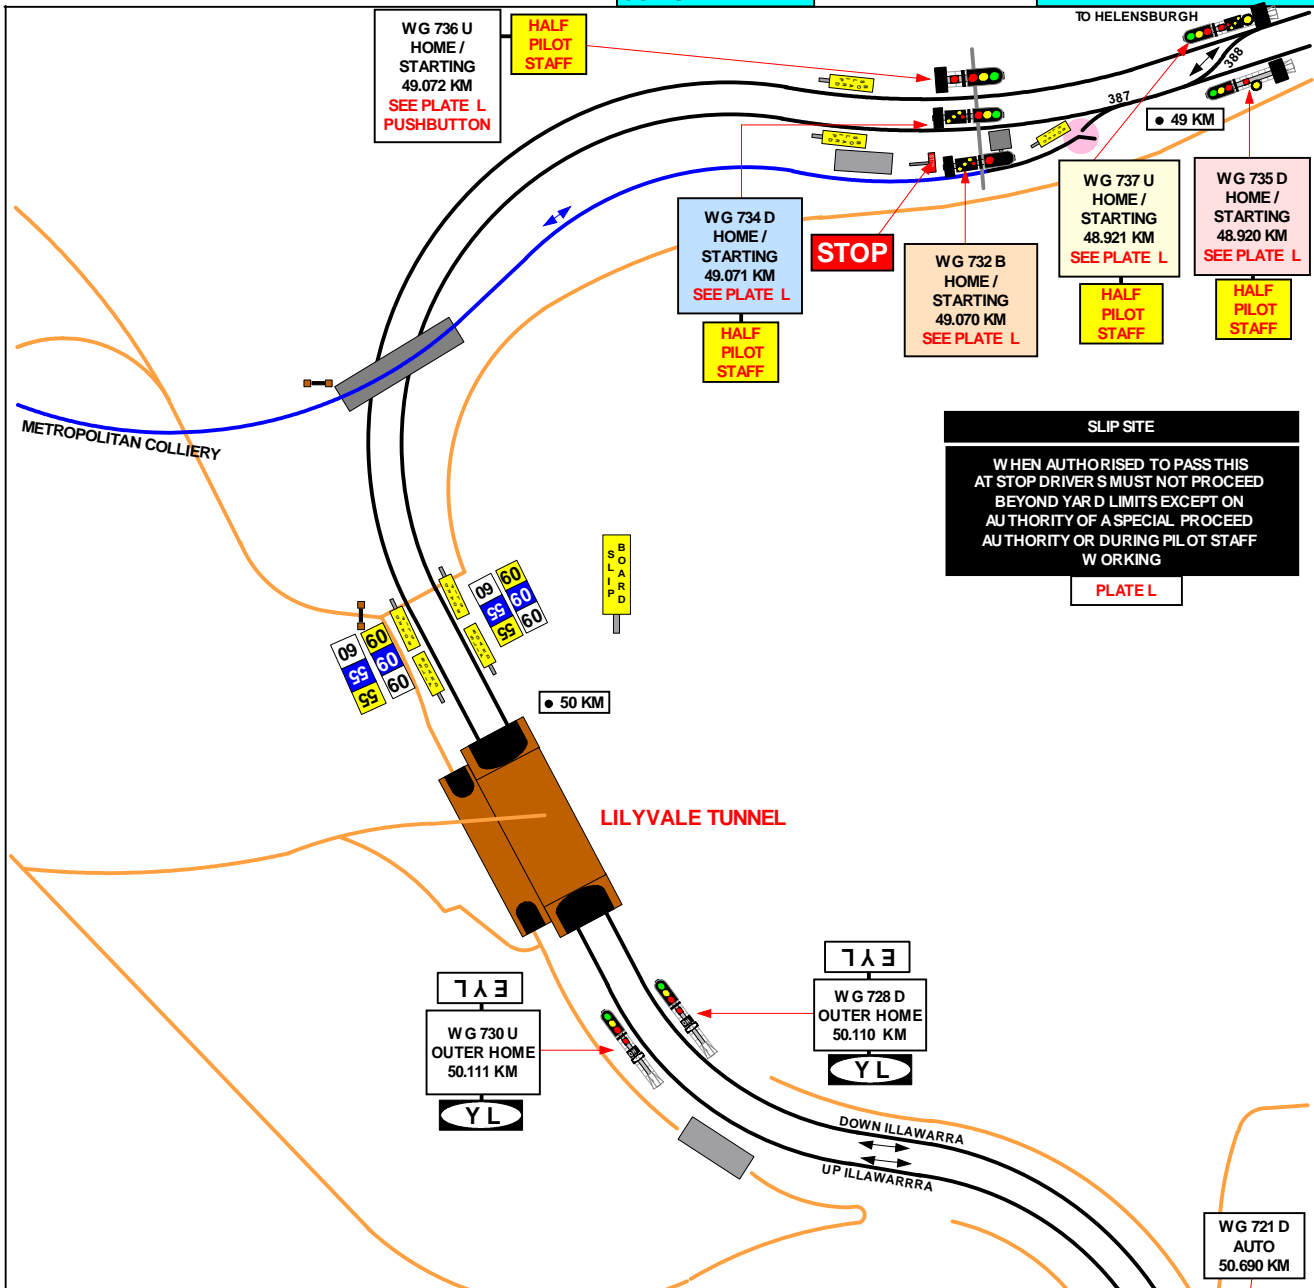 WG 736 U
HOME /
STARTING
49.072 KM
SEE PLATE L
PUSHBUTTON
HALF
PILOT
STAFF
TO HELENSBURGH
388
387
● 49 KM
WG 734 D
HOME /
STARTING
49.071 KM
SEE PLATE L
HALF
PILOT
STAFF
STOP
WG 732 B
HOME /
STARTING
49.070 KM
SEE PLATE L
WG 737 U
HOME /
STARTING
48.921 KM
SEE PLATE L
HALF
PILOT
STAFF
WG 735 D
HOME /
STARTING
48.920 KM
SEE PLATE L
HALF
PILOT
STAFF
METROPOLITAN COLLIERY
SLIP SITE
WHEN AUTHORISED TO PASS THIS
AT STOP DRIVERS MUST NOT PROCEED
BEYOND YARD LIMITS EXCEPT ON
AUTHORITY OF A SPECIAL PROCEED
AUTHORITY OR DURING PILOT STAFF
WORKING
PLATE L
SLIP
BOARD
60
55
55
60
60
60
60
55
55
60
60
60
● 50 KM
LILYVALE TUNNEL
EYL
WG 730 U
OUTER HOME
50.111 KM
YL
EYL
WG 728 D
OUTER HOME
50.110 KM
YL
DOWN ILLAWARRA
UP ILLAWARRRA
WG 721 D
AUTO
50.690 KM